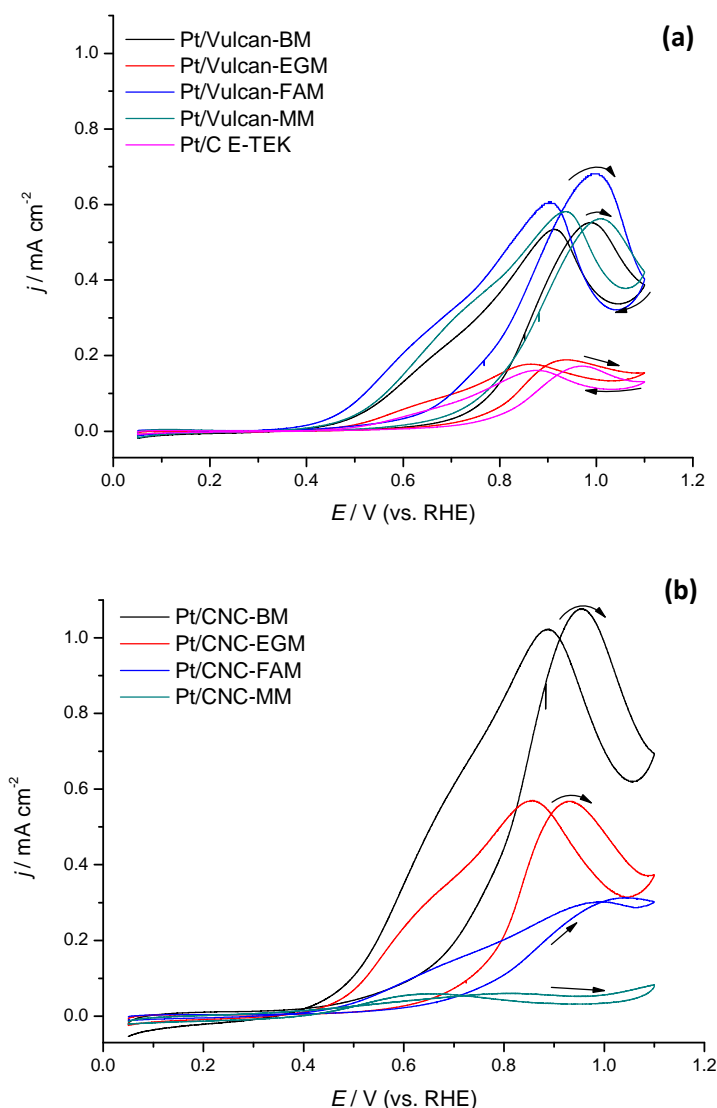 (a)
Pt/Vulcan-BM
Pt/Vulcan-EGM
Pt/Vulcan-FAM
Pt/Vulcan-MM
Pt/C E-TEK
1.0
0.8
0.6
0.4
0.2
0.0
j / mA cm⁻²
0.0 0.2 0.4 0.6 0.8 1.0 1.2
E / V (vs. RHE)
(b)
Pt/CNC-BM
Pt/CNC-EGM
Pt/CNC-FAM
Pt/CNC-MM
1.0
0.8
0.6
0.4
0.2
0.0
j / mA cm⁻²
0.0 0.2 0.4 0.6 0.8 1.0 1.2
E / V (vs. RHE)